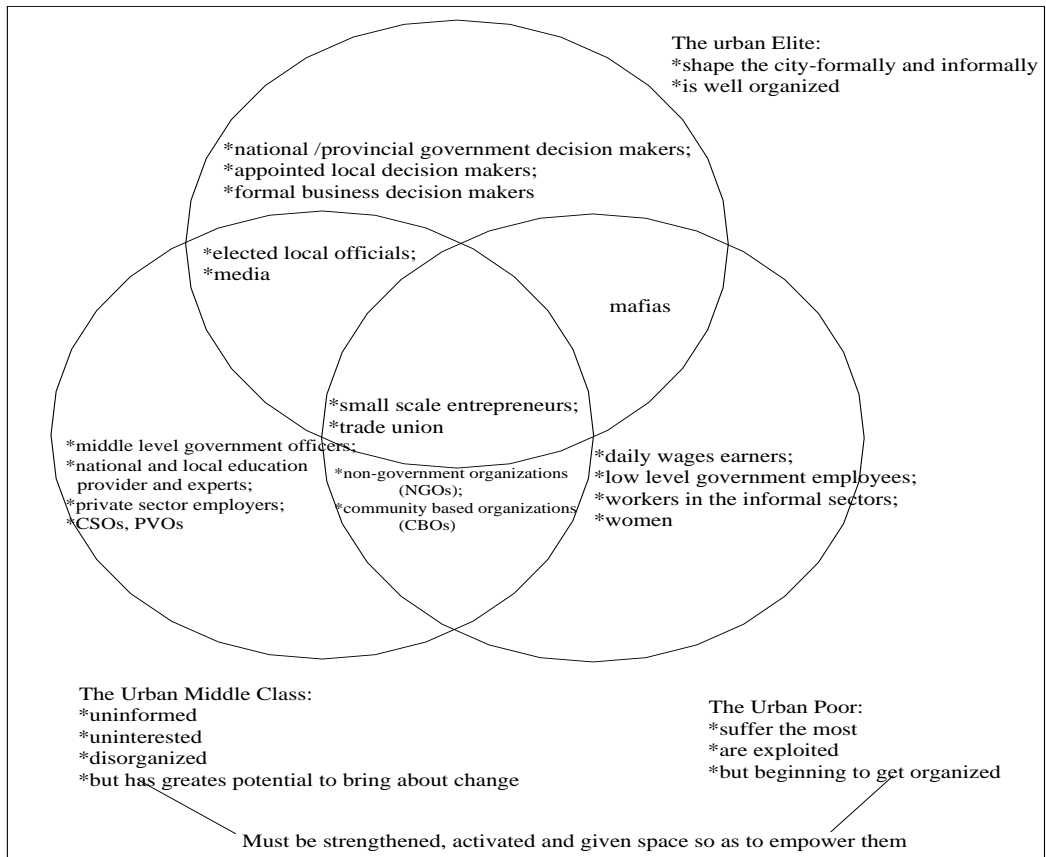 The urban Elite:
*shape the city-formally and informally
*is well organized
*national /provincial government decision makers;
*appointed local decision makers;
*formal business decision makers
*elected local officials;
*media
mafias
*small scale entrepreneurs;
*trade union
*middle level government officers;
*national and local education
provider and experts;
*private sector employers;
*CSOs, PVOs
*non-government organizations
(NGOs);
*community based organizations
(CBOs)
*daily wages earners;
*low level government employees;
*workers in the informal sectors;
*women
The Urban Middle Class:
*uninformed
*uninterested
*disorganized
*but has greates potential to bring about change
The Urban Poor:
*suffer the most
*are exploited
*but beginning to get organized
Must be strengthened, activated and given space so as to empower them